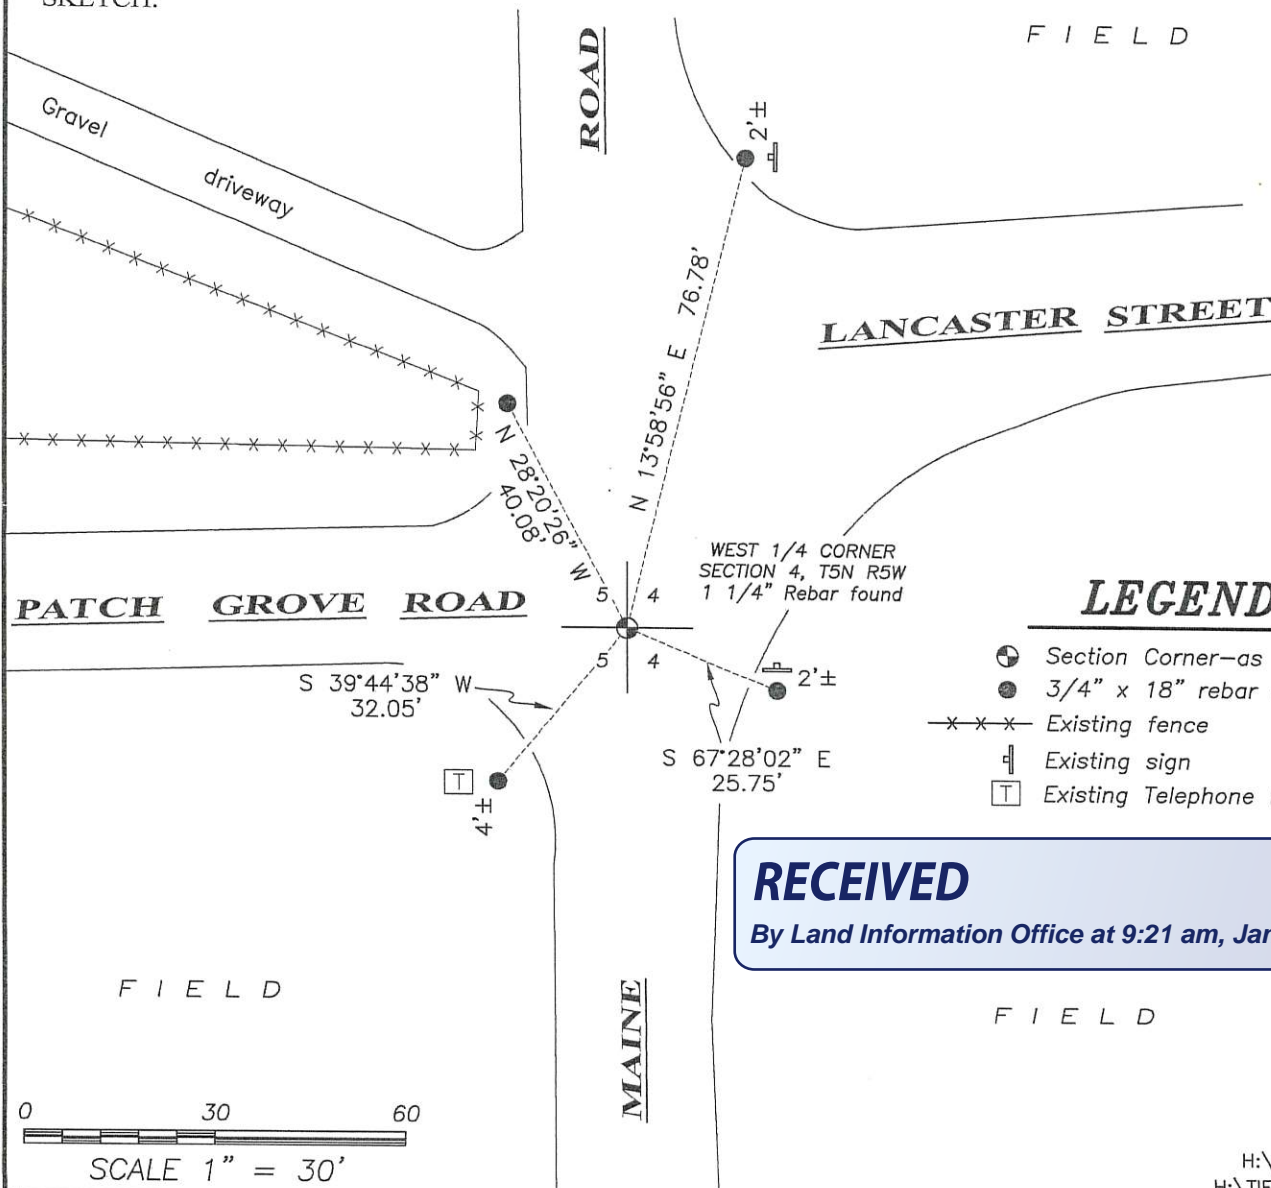 SKETCH:
FIELD
ROAD
2'±
Gravel
driveway
76.78'
N 13°58'56" E
LANCASTER STREET
N 28°20'26" W
40.08'
WEST 1/4 CORNER
SECTION 4, T5N R5W
1 1/4" Rebar found
5 4
5 4
PATCH GROVE ROAD
LEGEND
Section Corner-as
3/4" x 18" rebar
Existing fence
Existing sign
T Existing Telephone
S 39°44'38" W
32.05'
2'±
S 67°28'02" E
25.75'
T
4'±
RECEIVED
By Land Information Office at 9:21 am, Jan
FIELD
FIELD
MAINE
0 30 60
SCALE 1" = 30'
H:\
H:\TIF